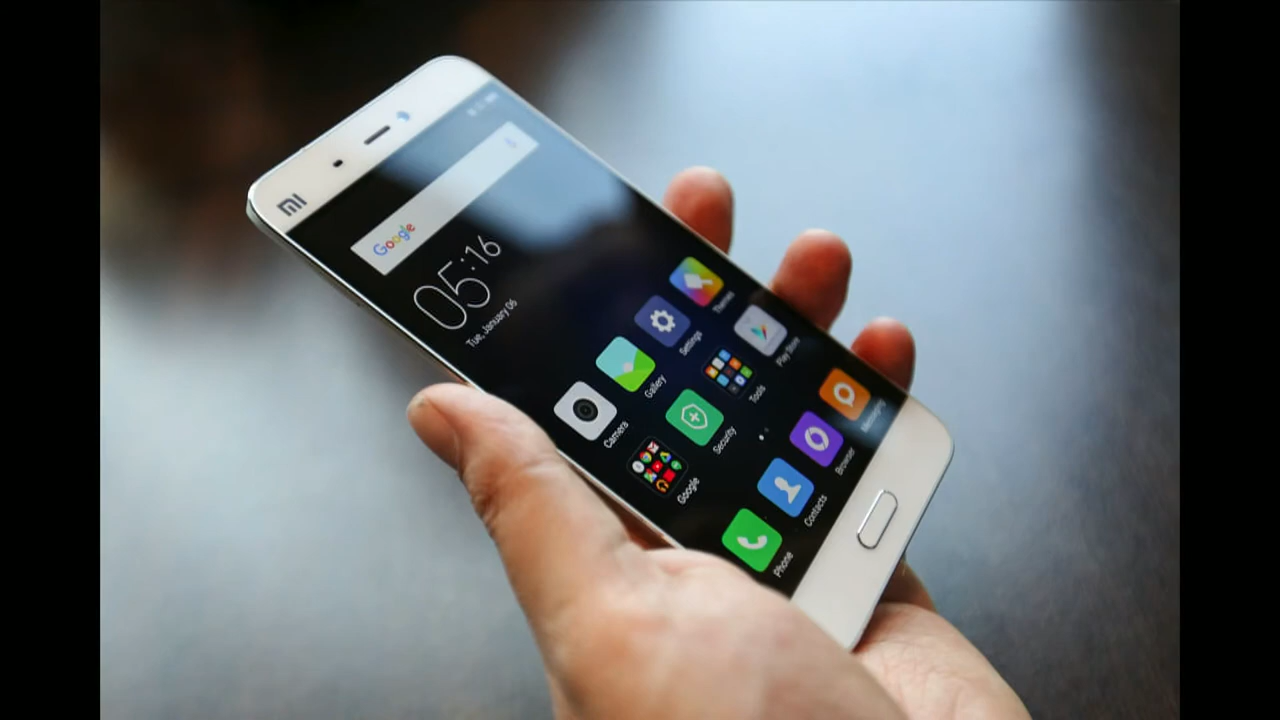 MI
Google
05:16
Tue, January 06
Camera
Gallery
Settings
Themes
Google
Security
Tools
Play Store
Phone
Contacts
Browser
Messaging